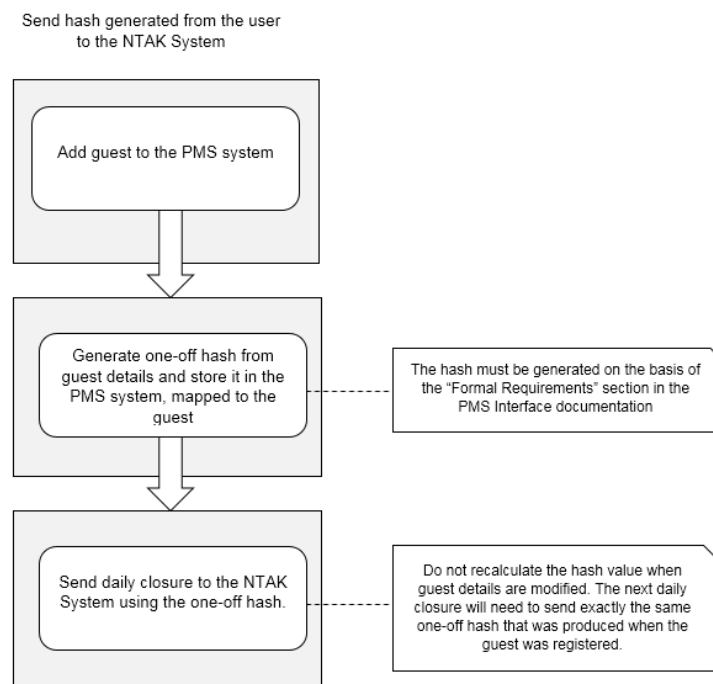 Send hash generated from the user
to the NTAK System
Add guest to the PMS system
Generate one-off hash from
guest details and store it in the
PMS system, mapped to the
guest
The hash must be generated on the basis of
the “Formal Requirements” section in the
PMS Interface documentation
Send daily closure to the NTAK
System using the one-off hash.
Do not recalculate the hash value when
guest details are modified. The next daily
closure will need to send exactly the same
one-off hash that was produced when the
guest was registered.